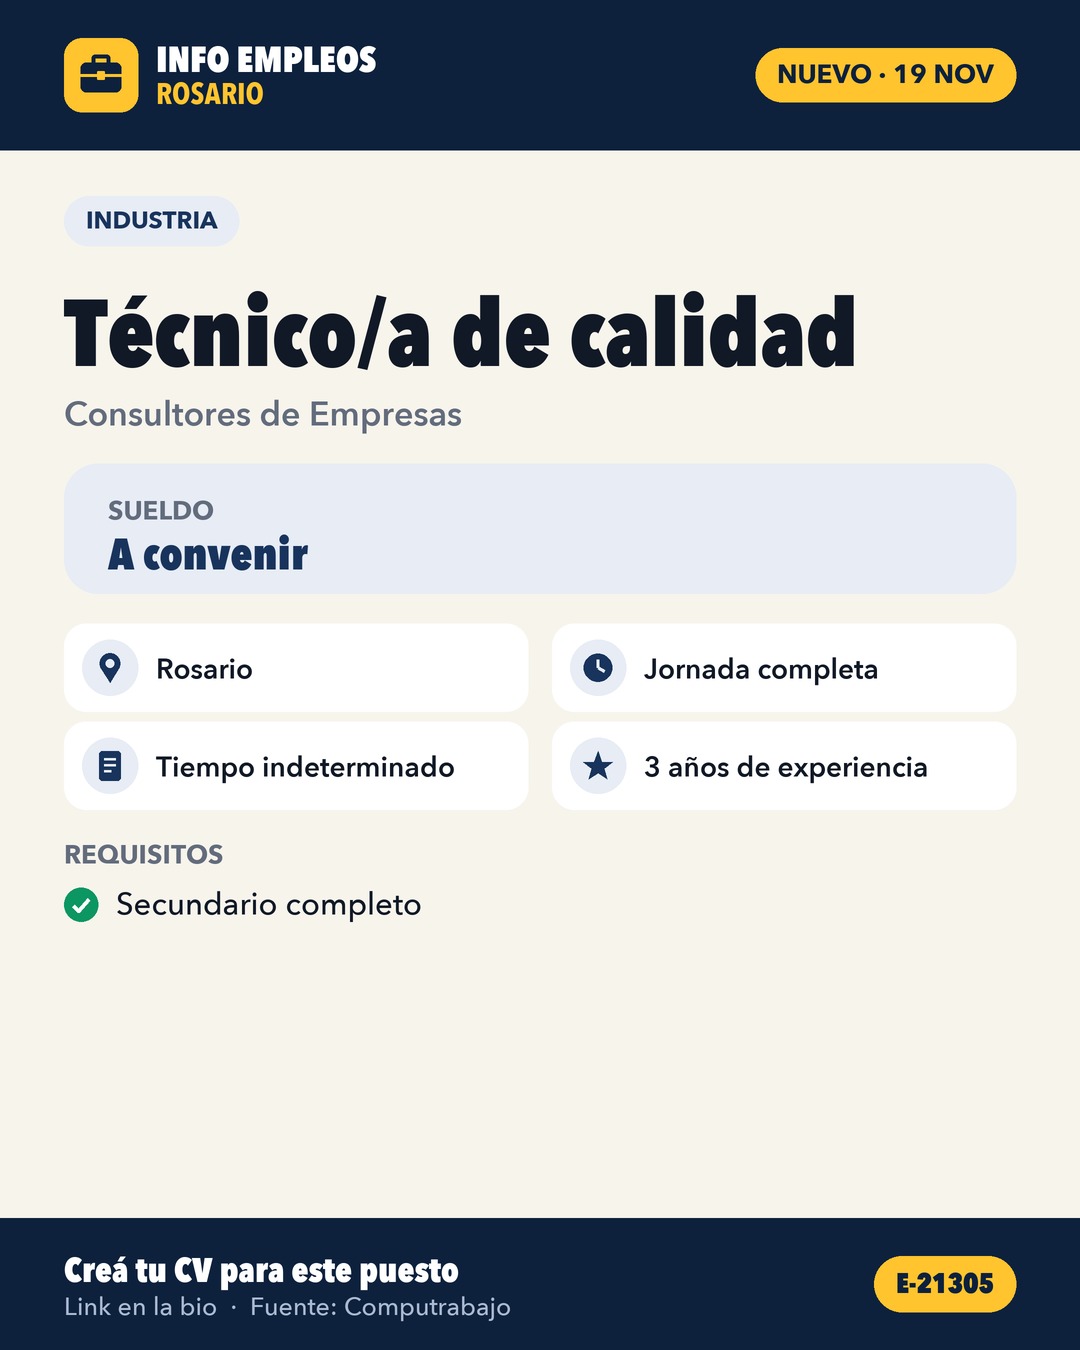 INFO EMPLEOS
ROSARIO
NUEVO · 19 NOV
INDUSTRIA
Técnico/a de calidad
Consultores de Empresas
SUELDO
A convenir
Rosario
Jornada completa
Tiempo indeterminado
3 años de experiencia
REQUISITOS
Secundario completo
Creá tu CV para este puesto
Link en la bio · Fuente: Computrabajo
E-21305